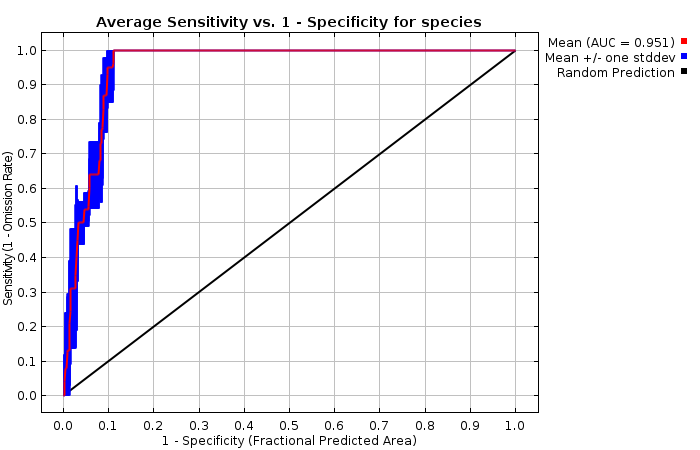 Average Sensitivity vs. 1 - Specificity for species
Mean (AUC = 0.951)
Mean +/- one stddev
Random Prediction
Sensitivity (1 - Omission Rate)
1.0
0.9
0.8
0.7
0.6
0.5
0.4
0.3
0.2
0.1
0.0
0.0 0.1 0.2 0.3 0.4 0.5 0.6 0.7 0.8 0.9 1.0
1 - Specificity (Fractional Predicted Area)